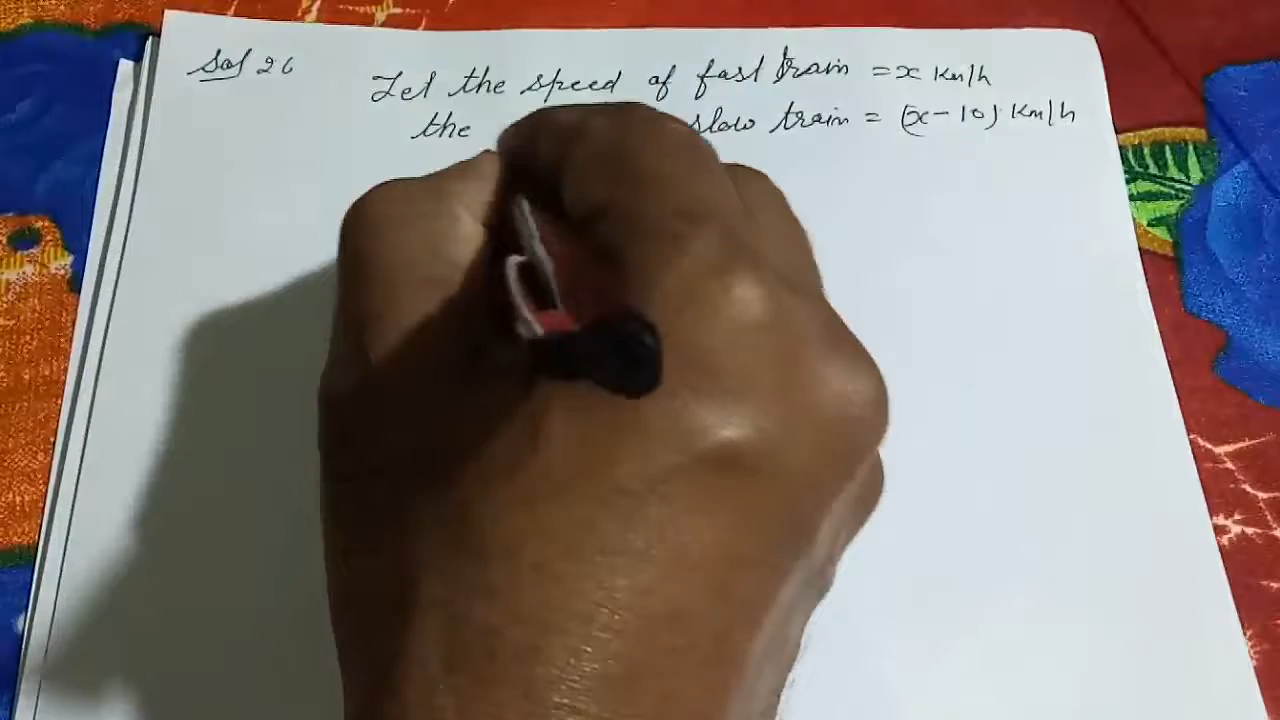 Sol 26
Let the speed of fast train = x Km/h
the slow train = (x - 10) Km/h